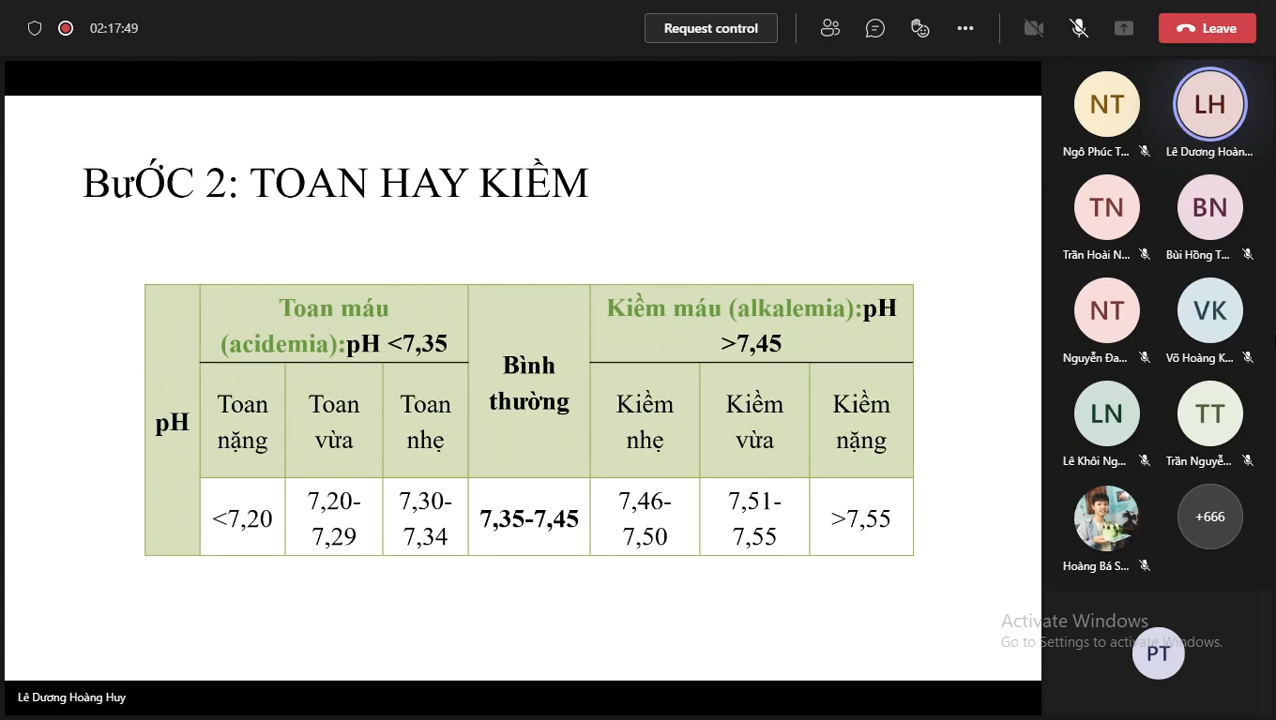 02:17:49
Request control
Leave
BƯỚC 2: TOAN HAY KIỀM
pH
Toan máu
(acidemia):pH <7,35
Bình
thường
Kiềm máu (alkalemia):pH
>7,45
Toan
nặng
Toan
vừa
Toan
nhẹ
Kiềm
nhẹ
Kiềm
vừa
Kiềm
nặng
<7,20
7,20-
7,29
7,30-
7,34
7,35-7,45
7,46-
7,50
7,51-
7,55
>7,55
NT
LH
Ngô Phúc T...
Lê Dương Hoàn...
TN
BN
Trần Hoài N...
Bùi Hồng T...
NT
VK
Nguyễn Đa...
Võ Hoàng K...
LN
TT
Lê Khôi Ng...
Trần Nguyễ...
+666
Hoàng Bá S...
Activate Windows
Go to Settings to activate Windows.
PT
Lê Dương Hoàng Huy